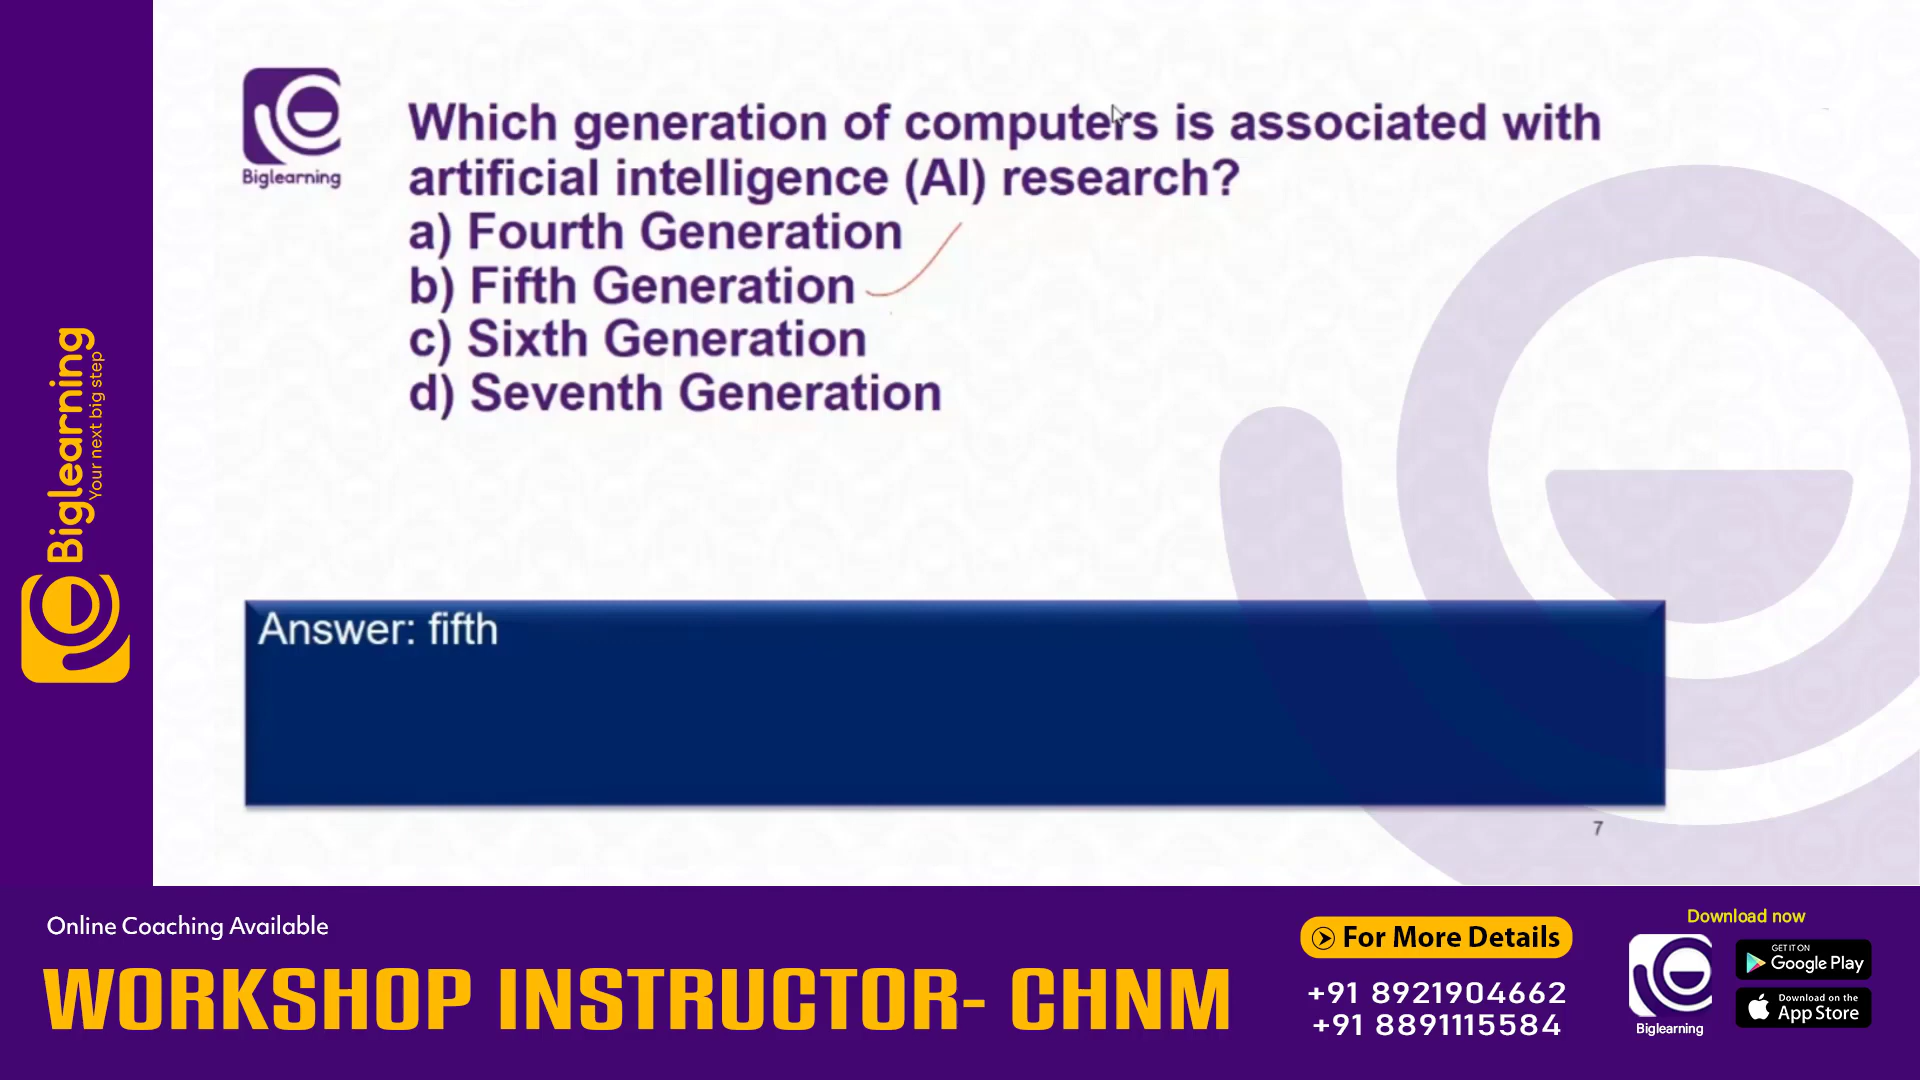 Biglearning
Which generation of computers is associated with
artificial intelligence (AI) research?
a) Fourth Generation
b) Fifth Generation
c) Sixth Generation
d) Seventh Generation
Biglearning
Your next big step
Answer: fifth
7
Online Coaching Available
WORKSHOP INSTRUCTOR- CHNM
For More Details
+91 8921904662
+91 8891115584
Download now
Biglearning
GET IT ON
Google Play
Download on the
App Store